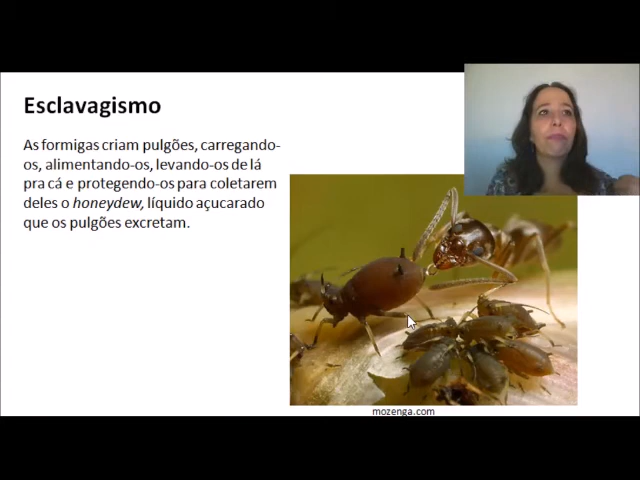 Esclavagismo
As formigas criam pulgões, carregando-
os, alimentando-os, levando-os de lá
pra cá e protegendo-os para coletarem
deles o honeydew, líquido açucarado
que os pulgões excretam.
mozenga.com